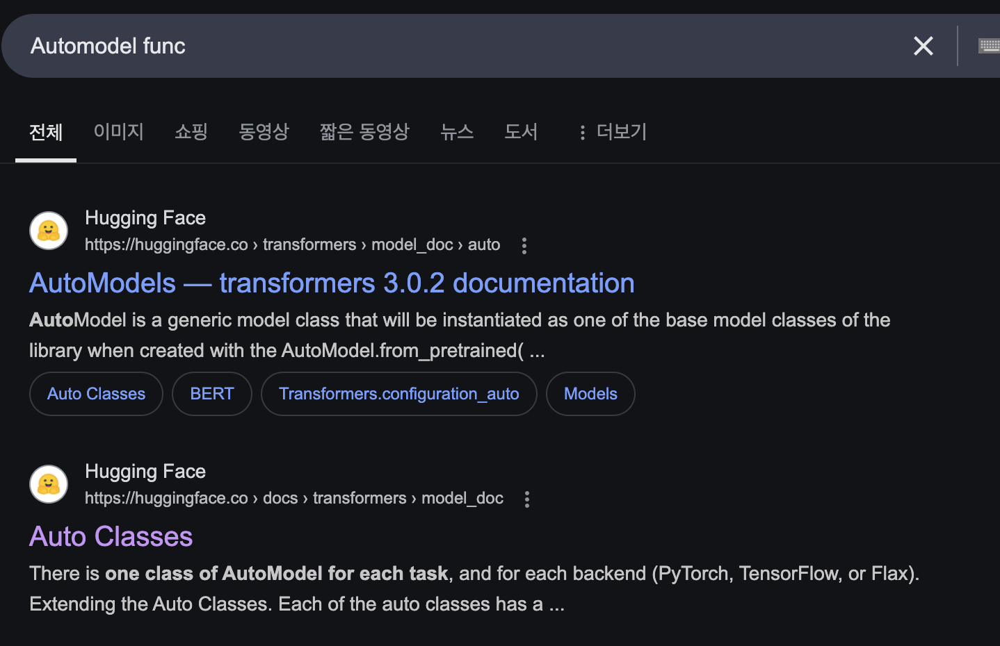 Automodel func
전체 이미지 쇼핑 동영상 짧은 동영상 뉴스 도서 더보기
Hugging Face
https://huggingface.co › transformers › model_doc › auto
AutoModels — transformers 3.0.2 documentation
AutoModel is a generic model class that will be instantiated as one of the base model classes of the
library when created with the AutoModel.from_pretrained( ...
Auto Classes BERT Transformers.configuration_auto Models
Hugging Face
https://huggingface.co › docs › transformers › model_doc
Auto Classes
There is one class of AutoModel for each task, and for each backend (PyTorch, TensorFlow, or Flax).
Extending the Auto Classes. Each of the auto classes has a ...